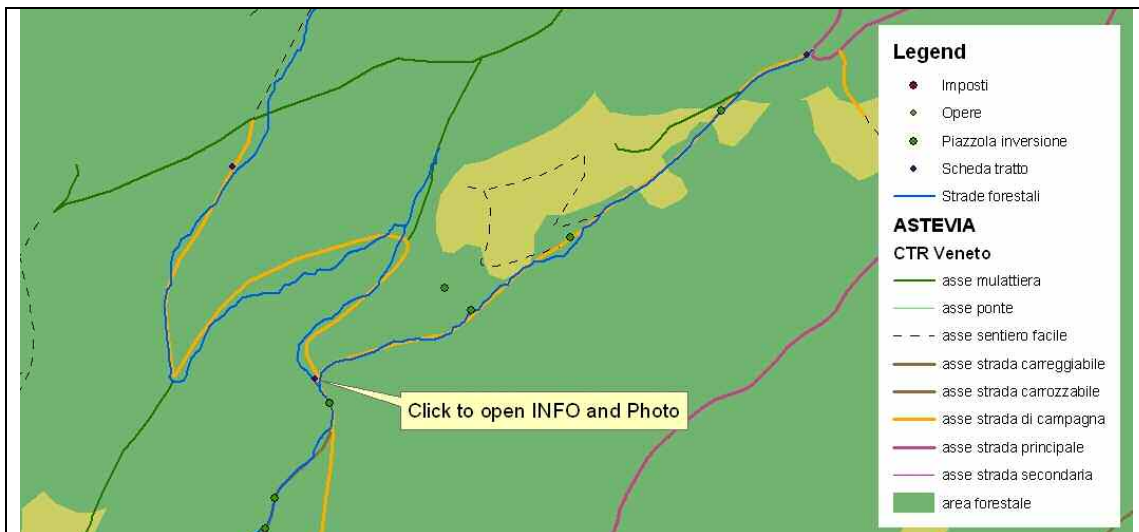 Legend
Imposti
Opere
Piazzola inversione
Scheda tratto
Strade forestali
ASTEVIA
CTR Veneto
asse mulattiera
asse ponte
asse sentiero facile
asse strada carreggiabile
asse strada carrozzabile
asse strada di campagna
asse strada principale
asse strada secondaria
area forestale
Click to open INFO and Photo